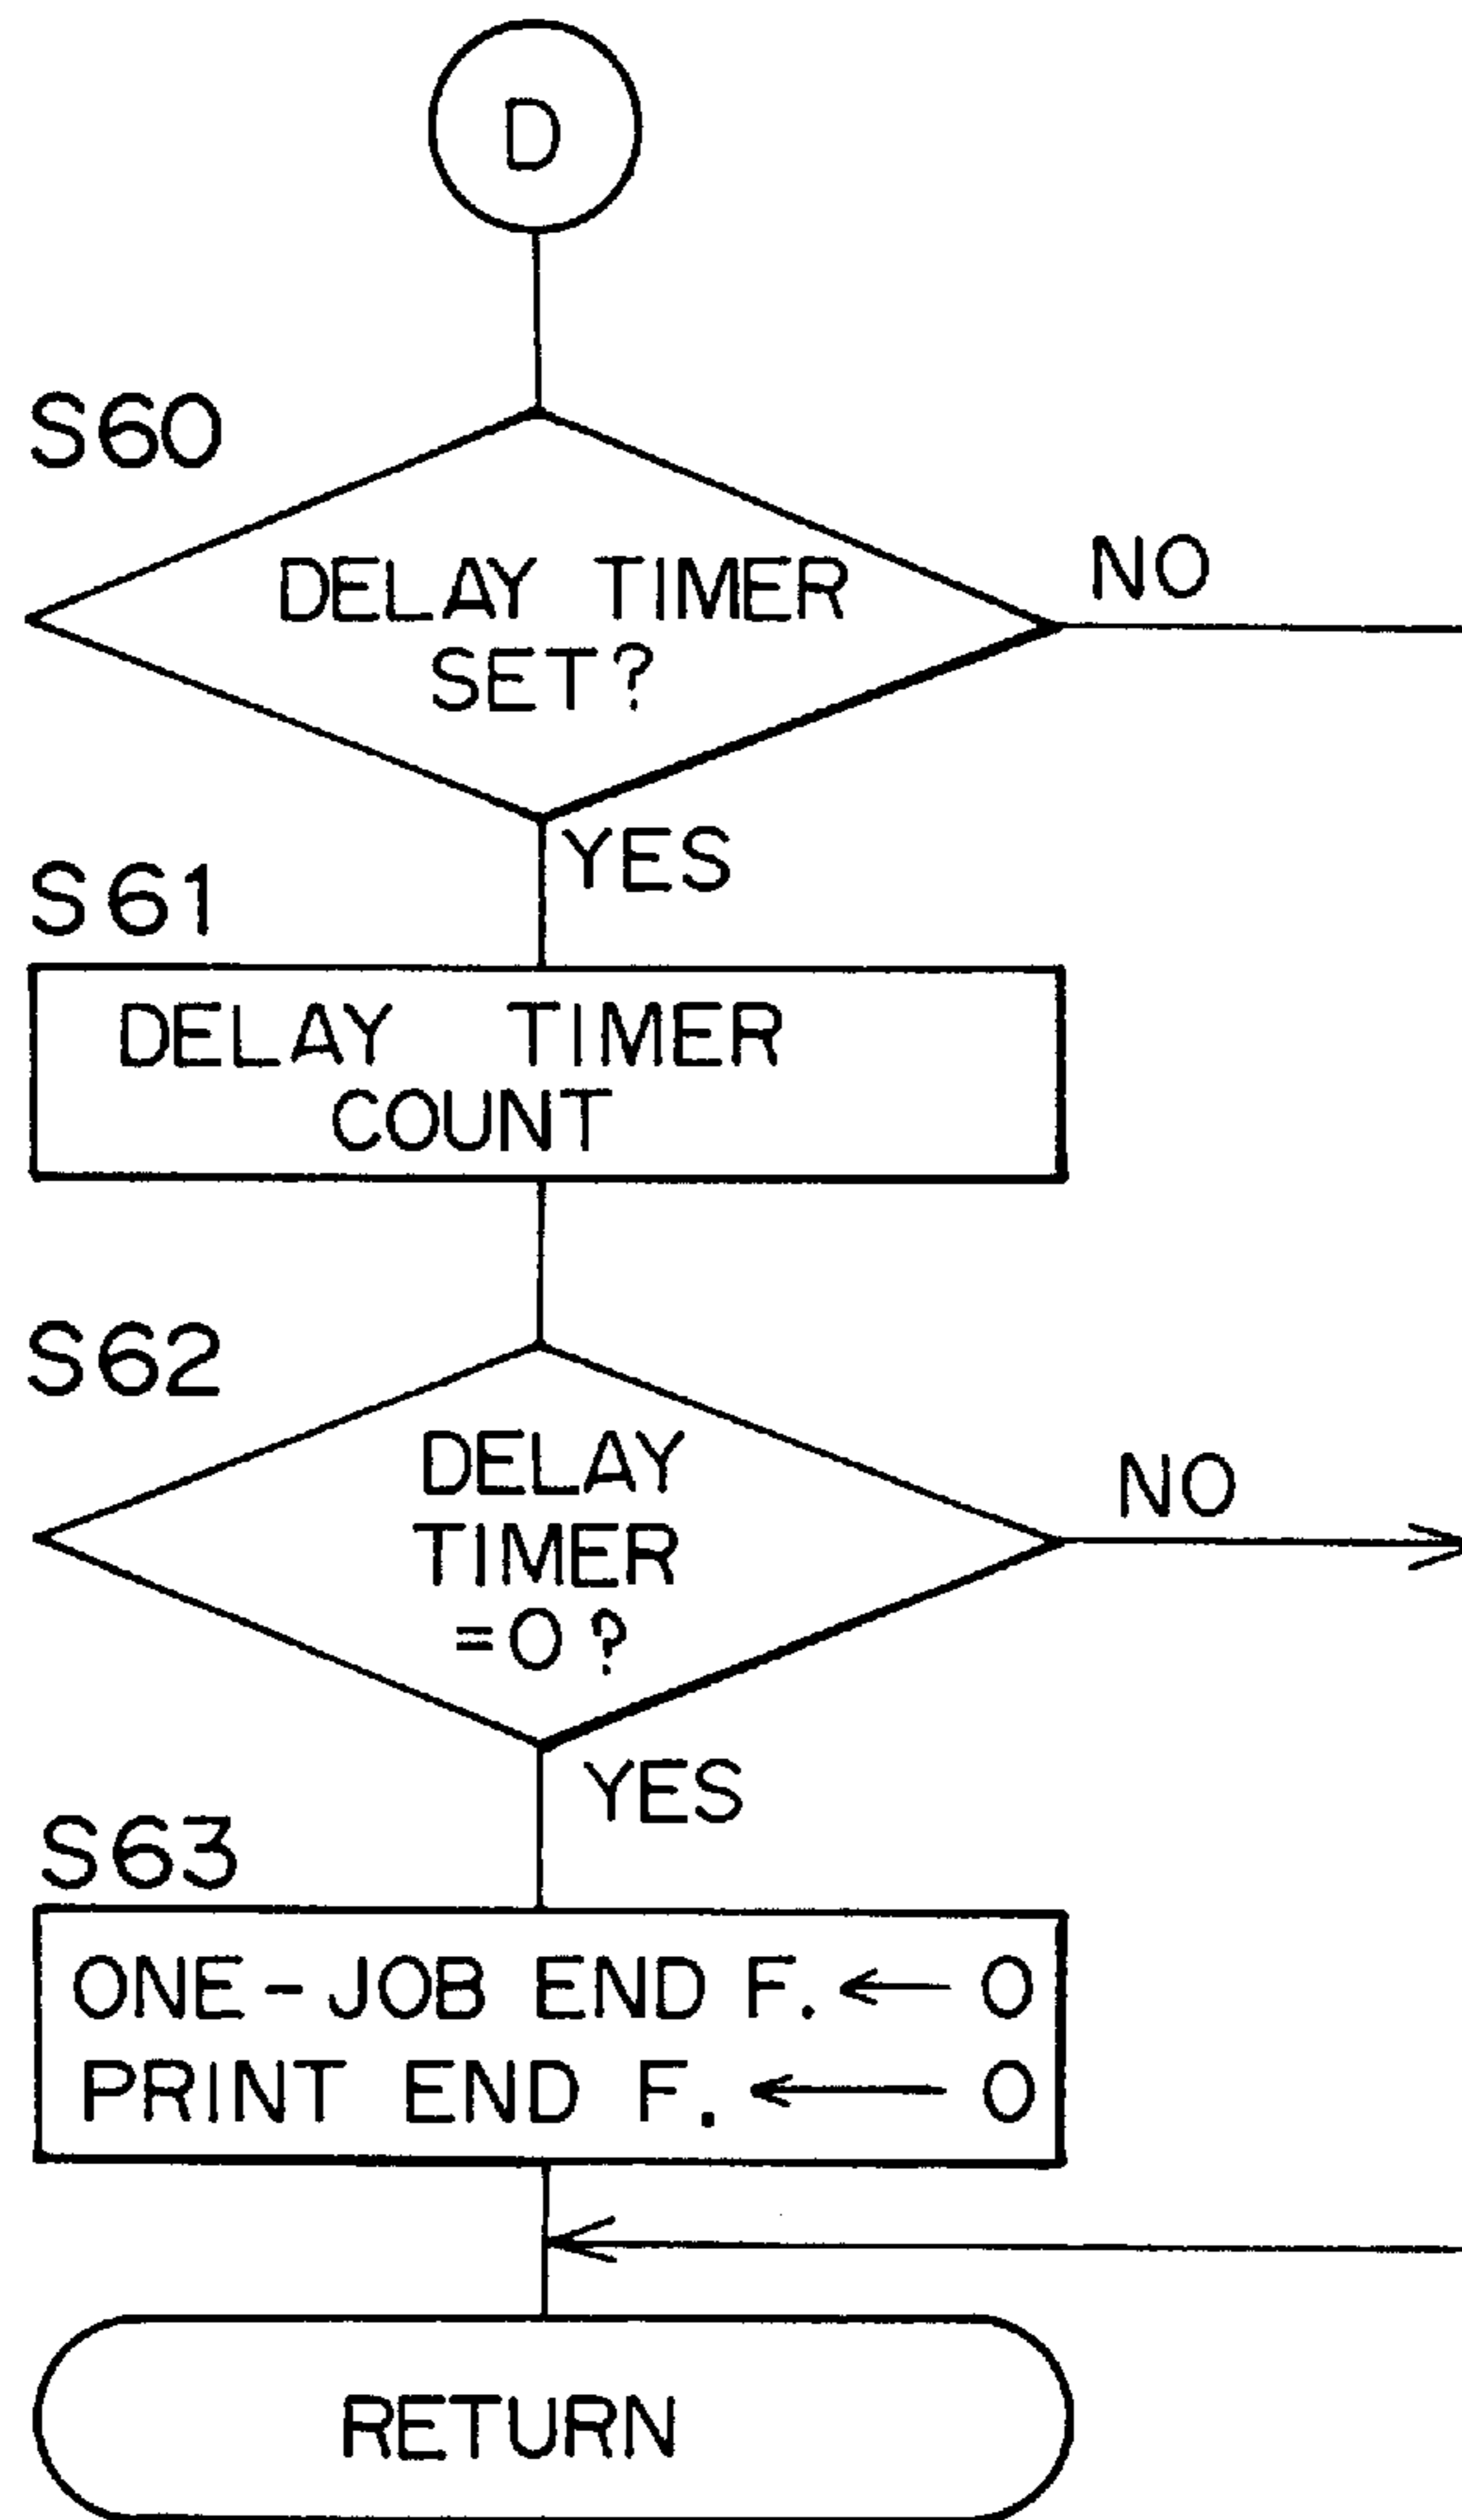 D
S60
DELAY TIMER
SET?
NO
YES
S61
DELAY TIMER
COUNT
S62
DELAY
TIMER
=0?
NO
YES
S63
ONE-JOB END F. ← 0
PRINT END F. ← 0
RETURN